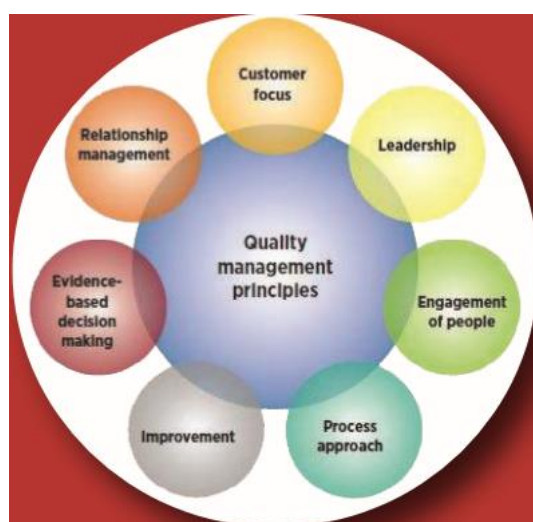 Customer
focus
Leadership
Engagement
of people
Process
approach
Improvement
Evidence-
based
decision
making
Relationship
management
Quality
management
principles